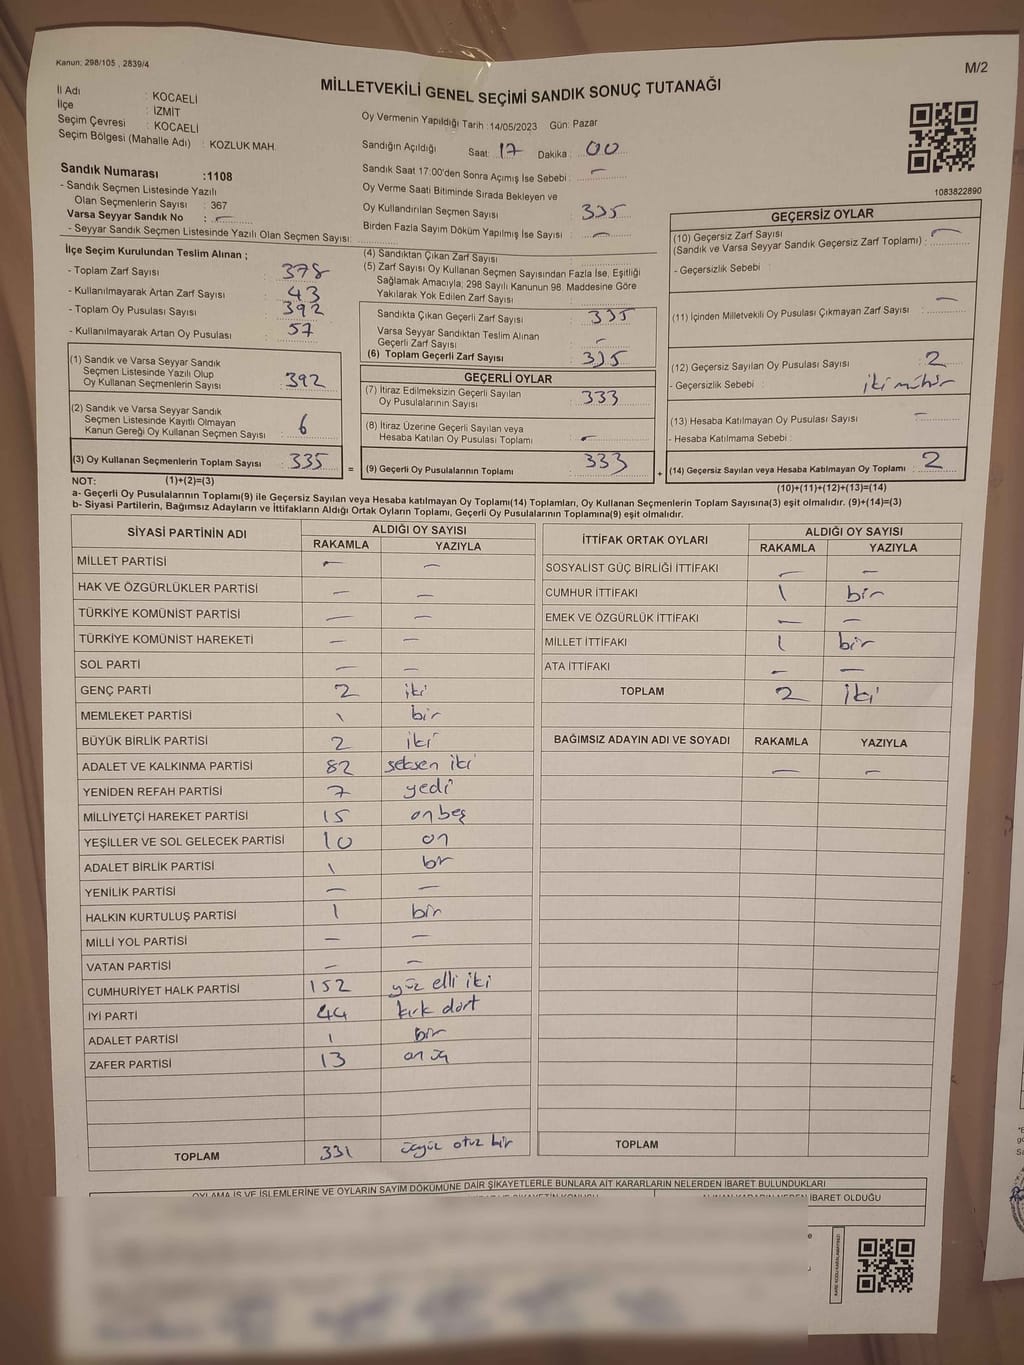 Kanun: 298/105 , 2839/4
M/2
MİLLETVEKİLİ GENEL SEÇİMİ SANDIK SONUÇ TUTANAĞI
İl Adı : KOCAELİ
İlçe : İZMİT
Seçim Çevresi : KOCAELİ
Seçim Bölgesi (Mahalle Adı) : KOZLUK MAH.
Sandık Numarası :1108
- Sandık Seçmen Listesinde Yazılı
Olan Seçmenlerin Sayısı : 367
Varsa Seyyar Sandık No : -
- Seyyar Sandık Seçmen Listesinde Yazılı Olan Seçmen Sayısı:
İlçe Seçim Kurulundan Teslim Alınan ;
- Toplam Zarf Sayısı : 378
- Kullanılmayarak Artan Zarf Sayısı : 43
- Toplam Oy Pusulası Sayısı : 392
- Kullanılmayarak Artan Oy Pusulası : 57
Oy Vermenin Yapıldığı Tarih :14/05/2023 Gün: Pazar
Sandığın Açıldığı Saat: 17 Dakika : 00
Sandık Saat 17:00'den Sonra Açımış İse Sebebi : -
Oy Verme Saati Bitiminde Sırada Bekleyen ve
Oy Kullandırılan Seçmen Sayısı : 335
Birden Fazla Sayım Döküm Yapılmış İse Sayısı : -
(4) Sandıktan Çıkan Zarf Sayısı :
(5) Zarf Sayısı Oy Kullanan Seçmen Sayısından Fazla İse, Eşitliği
Sağlamak Amacıyla, 298 Sayılı Kanunun 98. Maddesine Göre
Yakılarak Yok Edilen Zarf Sayısı :
Sandıkta Çıkan Geçerli Zarf Sayısı : 335
Varsa Seyyar Sandıktan Teslim Alınan
Geçerli Zarf Sayısı : -
(6) Toplam Geçerli Zarf Sayısı : 335
1083822890
GEÇERSİZ OYLAR
(10) Geçersiz Zarf Sayısı : -
(Sandık ve Varsa Seyyar Sandık Geçersiz Zarf Toplamı)
- Geçersizlik Sebebi :
(11) İçinden Milletvekili Oy Pusulası Çıkmayan Zarf Sayısı : -
(12) Geçersiz Sayılan Oy Pusulası Sayısı : 2
- Geçersizlik Sebebi : iki mühür
(13) Hesaba Katılmayan Oy Pusulası Sayısı : -
- Hesaba Katılmama Sebebi :
(14) Geçersiz Sayılan veya Hesaba Katılmayan Oy Toplamı : 2
(10)+(11)+(12)+(13)=(14)
(1) Sandık ve Varsa Seyyar Sandık
Seçmen Listesinde Yazılı Olup
Oy Kullanan Seçmenlerin Sayısı : 392
(2) Sandık ve Varsa Seyyar Sandık
Seçmen Listesinde Kayıtlı Olmayan
Kanun Gereği Oy Kullanan Seçmen Sayısı : 6
(3) Oy Kullanan Seçmenlerin Toplam Sayısı : 335 =
GEÇERLİ OYLAR
(7) İtiraz Edilmeksizin Geçerli Sayılan
Oy Pusulalarının Sayısı : 333
(8) İtiraz Üzerine Geçerli Sayılan veya
Hesaba Katılan Oy Pusulası Toplamı : -
(9) Geçerli Oy Pusulalarının Toplamı : 333 +
NOT: (1)+(2)=(3)
a- Geçerli Oy Pusulalarının Toplamı(9) ile Geçersiz Sayılan veya Hesaba katılmayan Oy Toplamı(14) Toplamları, Oy Kullanan Seçmenlerin Toplam Sayısına(3) eşit olmalıdır. (9)+(14)=(3)
b- Siyasi Partilerin, Bağımsız Adayların ve İttifakların Aldığı Ortak Oyların Toplamı, Geçerli Oy Pusulalarının Toplamına(9) eşit olmalıdır.
SİYASİ PARTİNİN ADI ALDIĞI OY SAYISI
RAKAMLA YAZIYLA
MİLLET PARTİSİ - -
HAK VE ÖZGÜRLÜKLER PARTİSİ - -
TÜRKİYE KOMÜNİST PARTİSİ - -
TÜRKİYE KOMÜNİST HAREKETİ - -
SOL PARTİ - -
GENÇ PARTİ 2 iki
MEMLEKET PARTİSİ 1 bir
BÜYÜK BİRLİK PARTİSİ 2 iki
ADALET VE KALKINMA PARTİSİ 82 seksen iki
YENİDEN REFAH PARTİSİ 7 yedi
MİLLİYETÇİ HAREKET PARTİSİ 15 onbeş
YEŞİLLER VE SOL GELECEK PARTİSİ 10 on
ADALET BİRLİK PARTİSİ 1 bir
YENİLİK PARTİSİ - -
HALKIN KURTULUŞ PARTİSİ 1 bir
MİLLİ YOL PARTİSİ - -
VATAN PARTİSİ - -
CUMHURİYET HALK PARTİSİ 152 yüz elli iki
İYİ PARTİ 44 kırk dört
ADALET PARTİSİ 1 bir
ZAFER PARTİSİ 13 on üç
TOPLAM 331 üçyüz otuz bir
İTTİFAK ORTAK OYLARI ALDIĞI OY SAYISI
RAKAMLA YAZIYLA
SOSYALİST GÜÇ BİRLİĞİ İTTİFAKI - -
CUMHUR İTTİFAKI 1 bir
EMEK VE ÖZGÜRLÜK İTTİFAKI - -
MİLLET İTTİFAKI 1 bir
ATA İTTİFAKI - -
TOPLAM 2 iki
BAĞIMSIZ ADAYIN ADI VE SOYADI RAKAMLA YAZIYLA
- -
TOPLAM
OYLAMA İŞ VE İŞLEMLERİNE VE OYLARIN SAYIM DÖKÜMÜNE DAİR ŞİKAYETLERLE BUNLARA AİT KARARLARIN NELERDEN İBARET BULUNDUKLARI
İBARET OLDUĞU